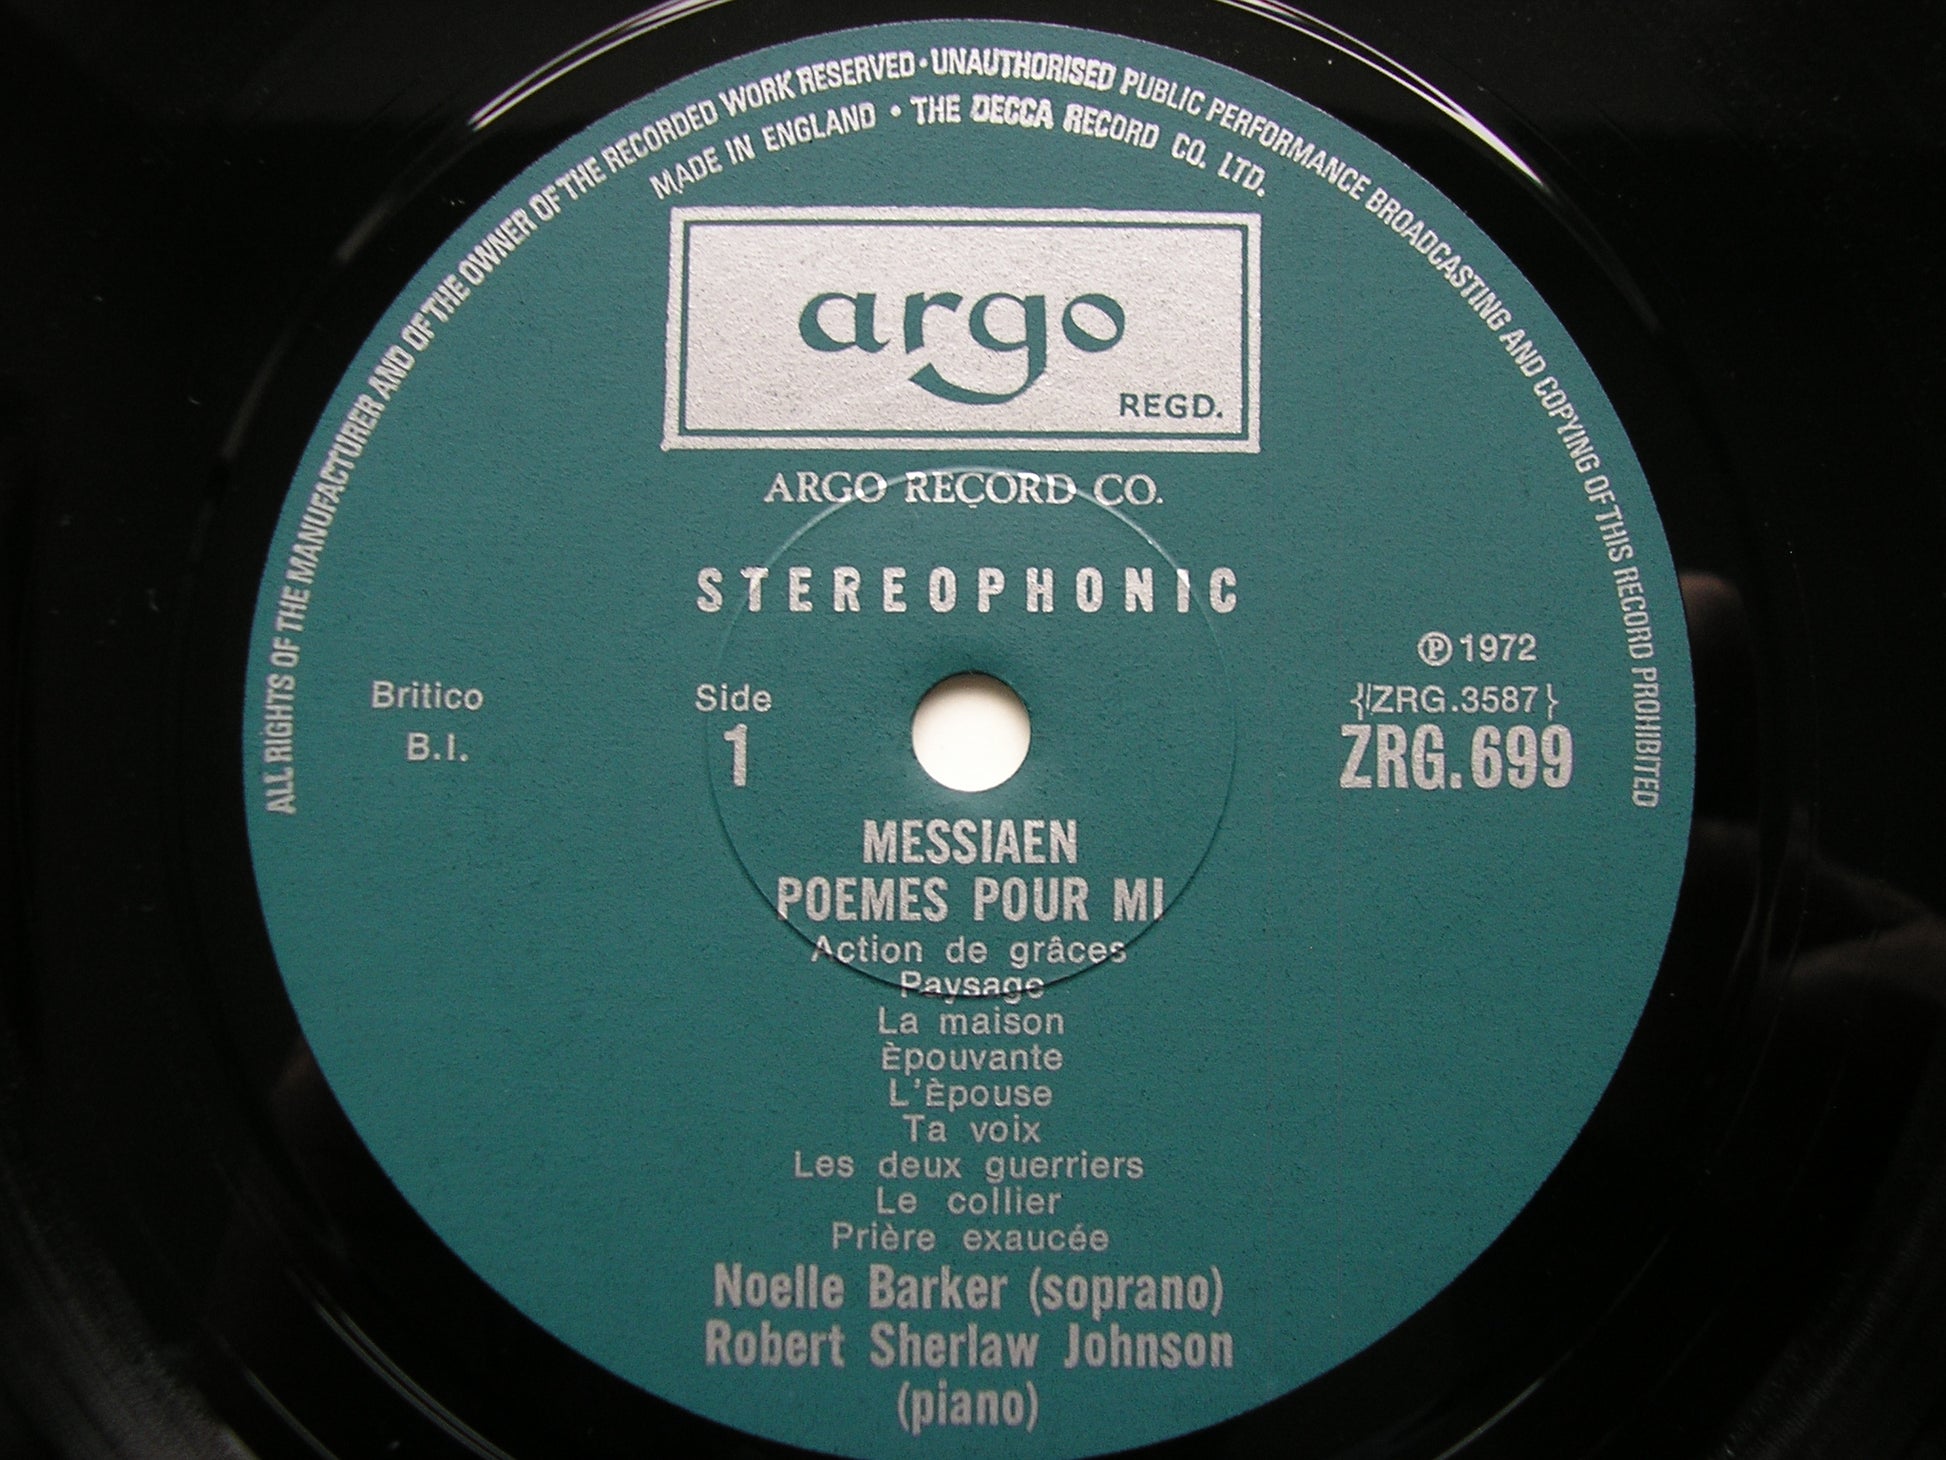 ALL RIGHTS OF THE MANUFACTURER AND OF THE OWNER OF THE RECORDED WORK RESERVED · UNAUTHORISED PUBLIC PERFORMANCE BROADCASTING AND COPYING OF THIS RECORD PROHIBITED
MADE IN ENGLAND · THE DECCA RECORD CO. LTD.
argo
REGD.
ARGO RECORD CO.
STEREOPHONIC
℗ 1972
Britico Side {/ZRG.3587}
B.I. 1 ZRG.699
MESSIAEN
POEMES POUR MI
Action de grâces
Paysage
La maison
Èpouvante
L'Èpouse
Ta voix
Les deux guerriers
Le collier
Prière exaucée
Noelle Barker (soprano)
Robert Sherlaw Johnson
(piano)